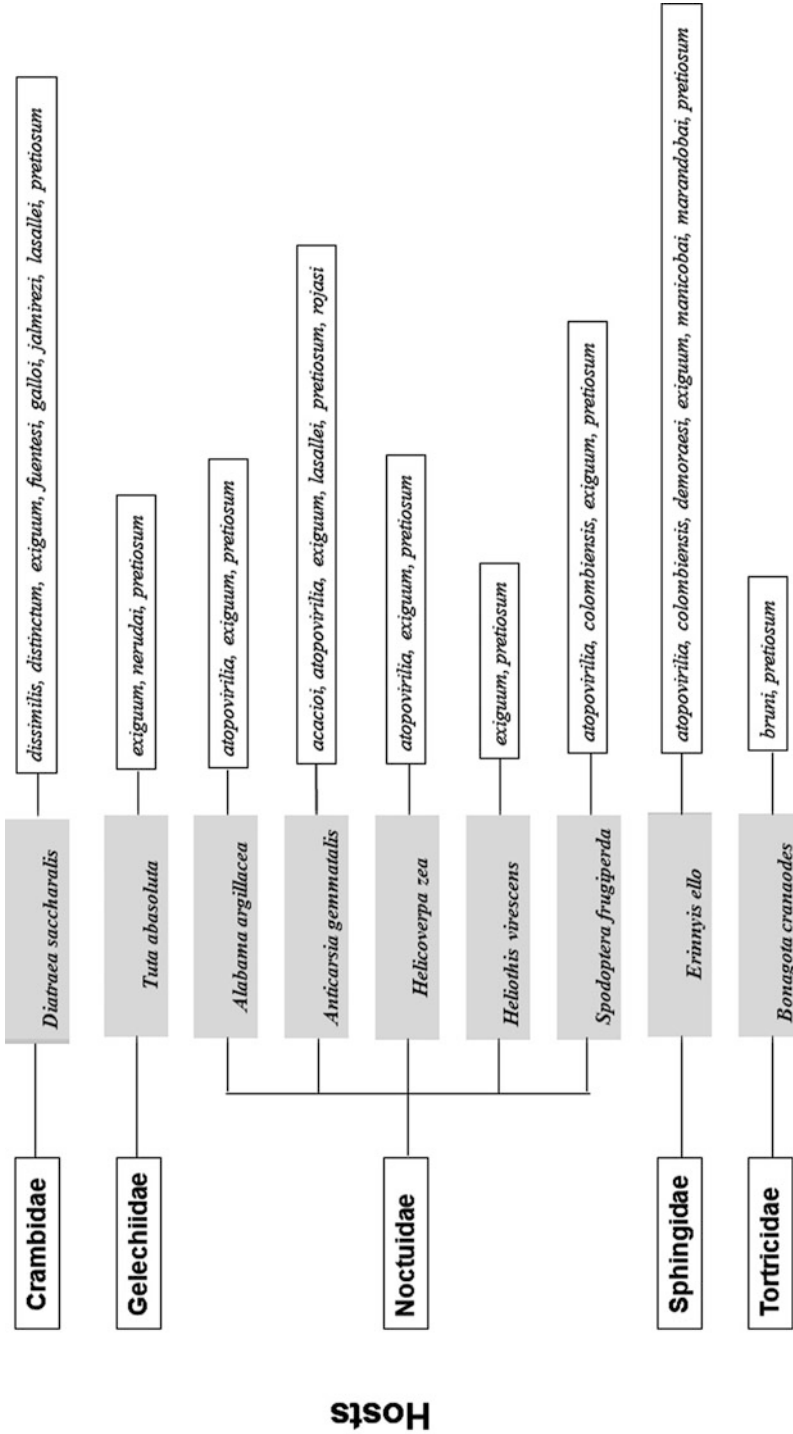 Hosts
Crambidae
Diatraea saccharalis
dissimilis, distinctum, exiguum, fuentesi, galloi, jalmirezi, lasallei, pretiosum
Gelechiidae
Tuta abasoluta
exiguum, nerudai, pretiosum
Noctuidae
Alabama argillacea
atopovirilia, exiguum, pretiosum
Anticarsia gemmatalis
acacioi, atopovirilia, exiguum, lasallei, pretiosum, rojasi
Helicoverpa zea
atopovirilia, exiguum, pretiosum
Heliothis virescens
exiguum, pretiosum
Spodoptera frugiperda
atopovirilia, colombiensis, exiguum, pretiosum
Sphingidae
Erinnyis ello
atopovirilia, colombiensis, demoraesi, exiguum, manicobai, marandobai, pretiosum
Tortricidae
Bonagota cranaodes
bruni, pretiosum